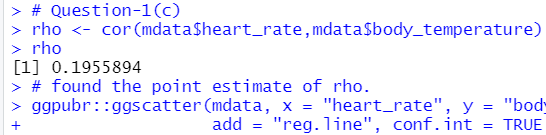 > # Question-1(c)
> rho <- cor(mdata$heart_rate,mdata$body_temperature)
> rho
[1] 0.1955894
> # found the point estimate of rho.
> ggpubr::ggscatter(mdata, x = "heart_rate", y = "bod
+ add = "reg.line", conf.int = TRUE